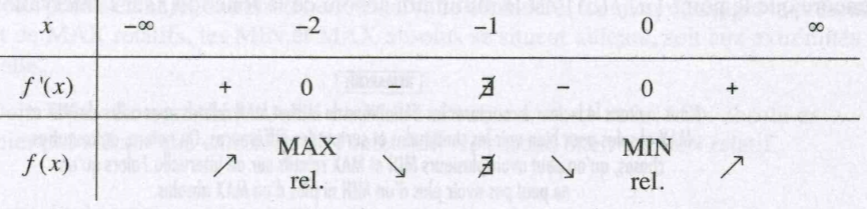 x −∞ −2 −1 0 ∞
f'(x) + 0 − ∄ − 0 +
f(x) ↗ MAX rel. ↘ ∄ ↘ MIN rel. ↗